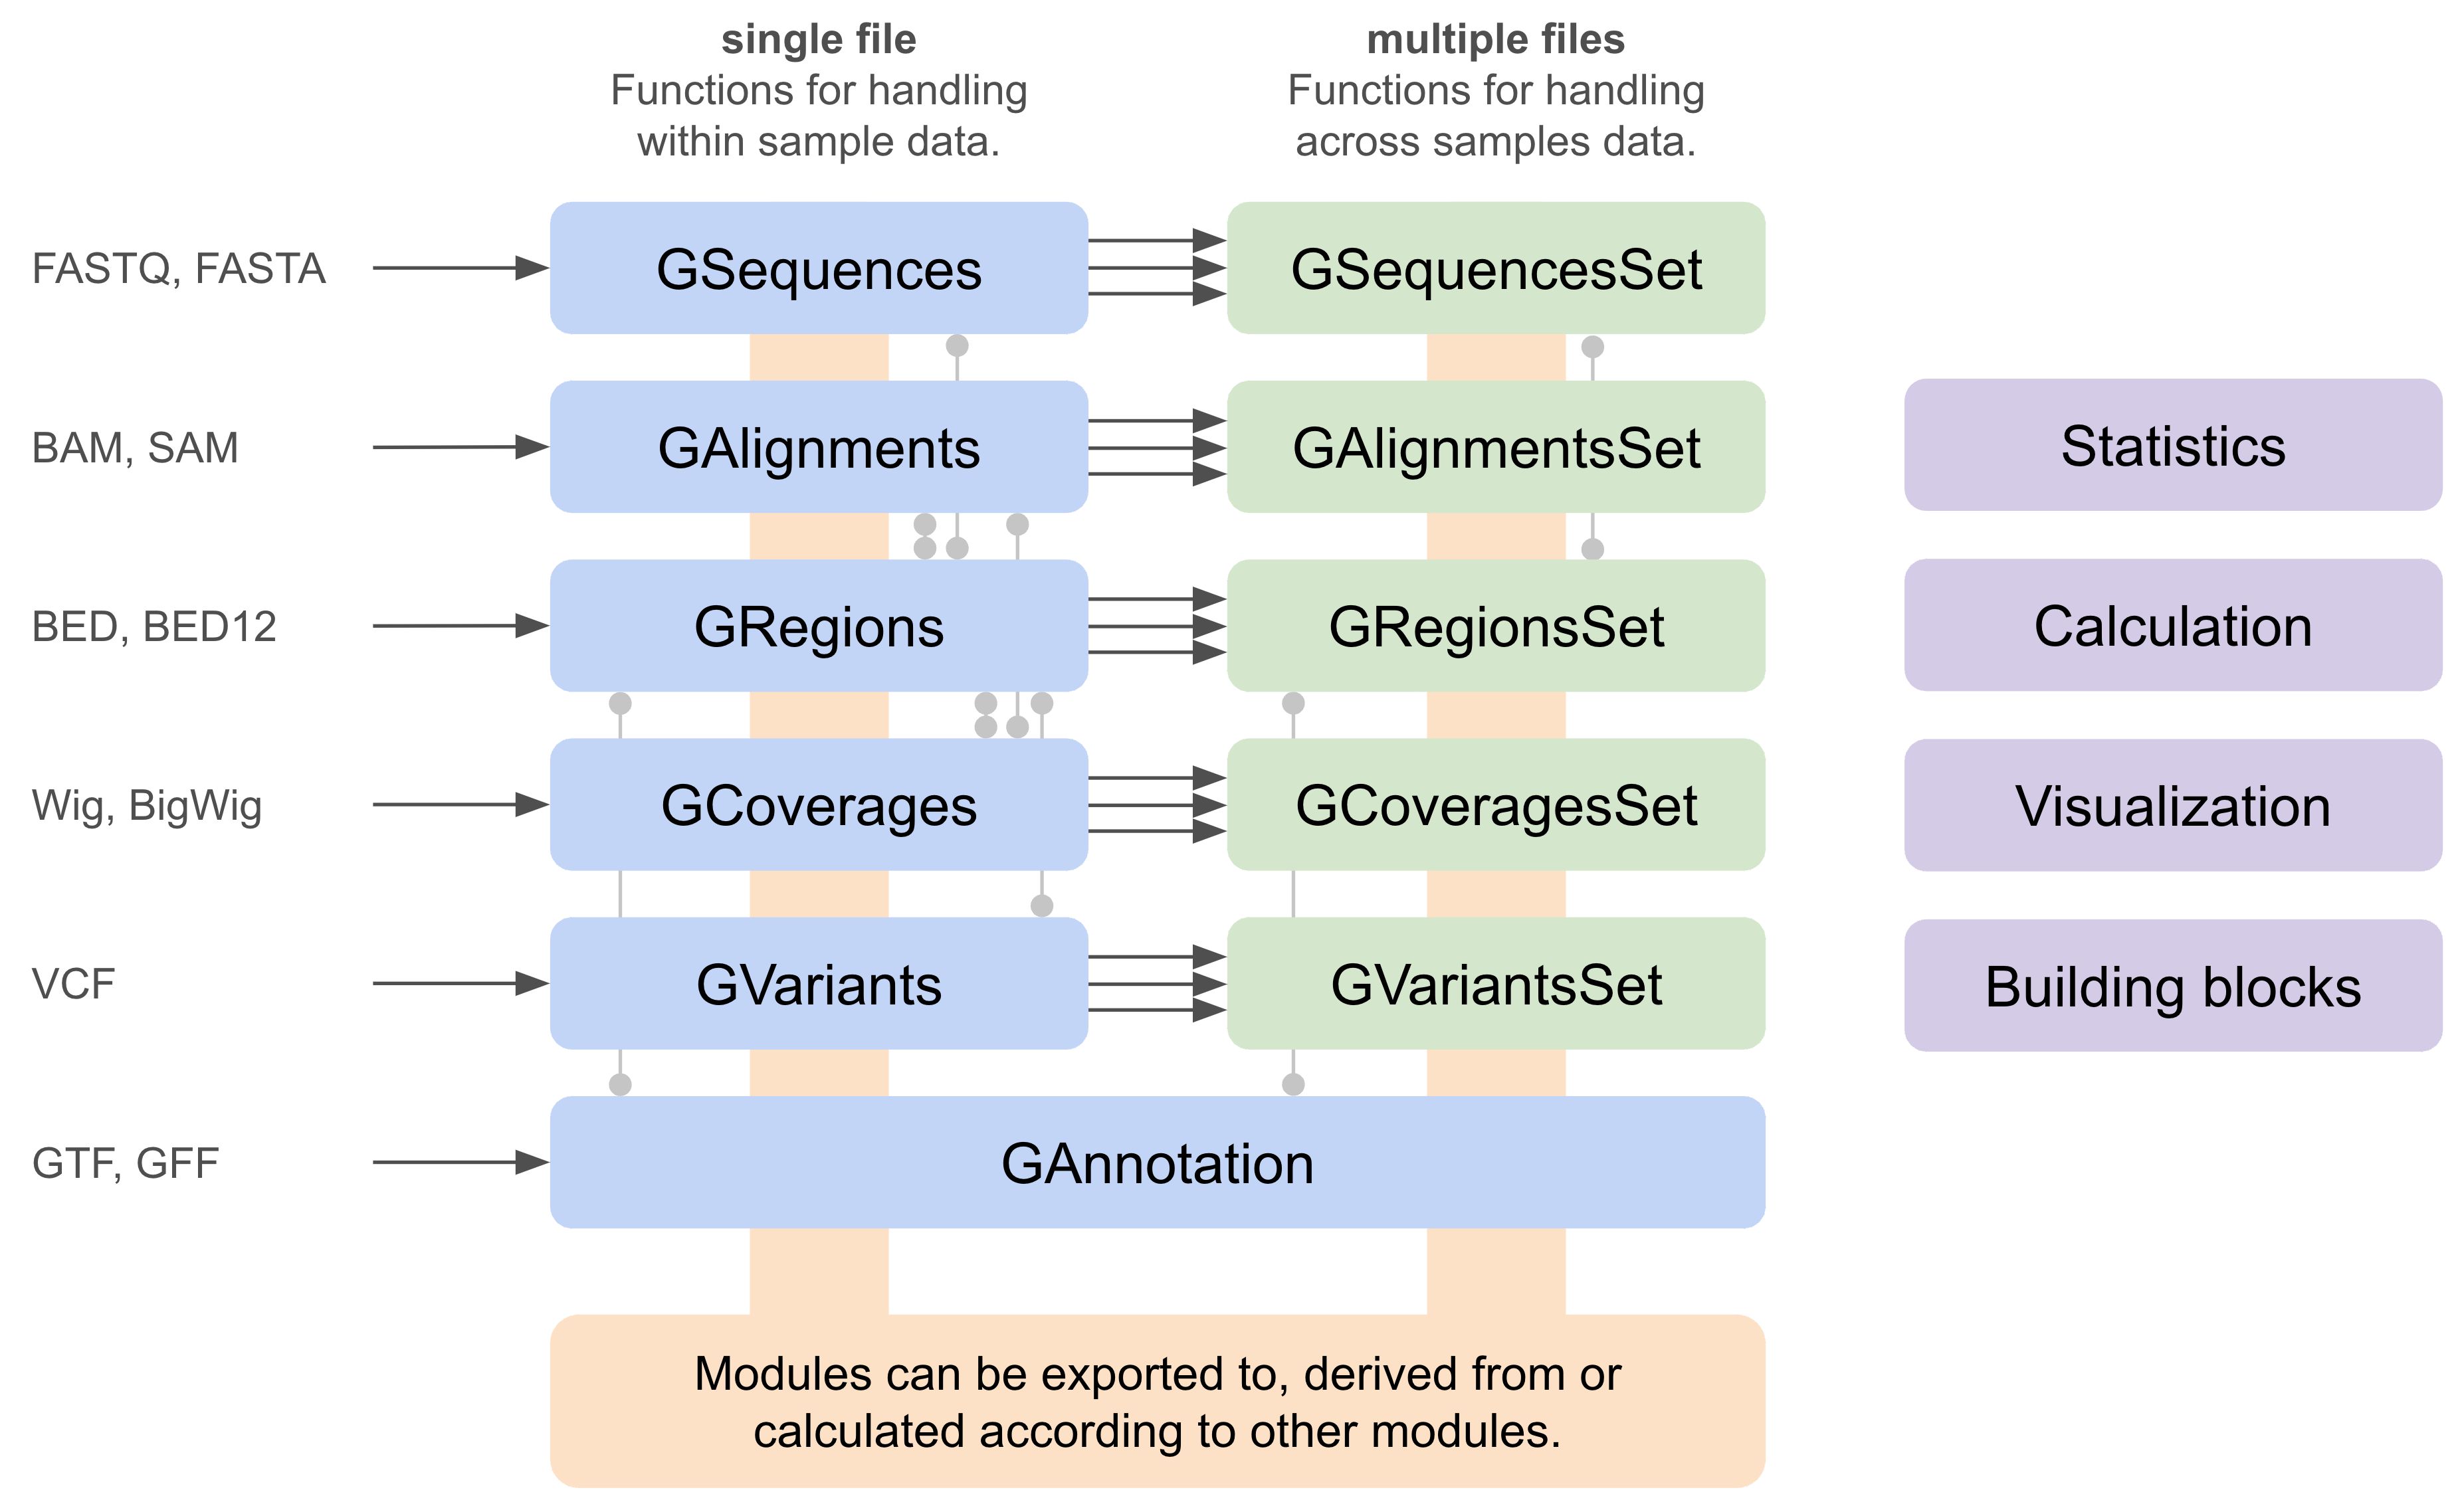 single file
Functions for handling
within sample data.
multiple files
Functions for handling
across samples data.
FASTQ, FASTA
GSequences
GSequencesSet
BAM, SAM
GAlignments
GAlignmentsSet
Statistics
BED, BED12
GRegions
GRegionsSet
Calculation
Wig, BigWig
GCoverages
GCoveragesSet
Visualization
VCF
GVariants
GVariantsSet
Building blocks
GTF, GFF
GAnnotation
Modules can be exported to, derived from or
calculated according to other modules.